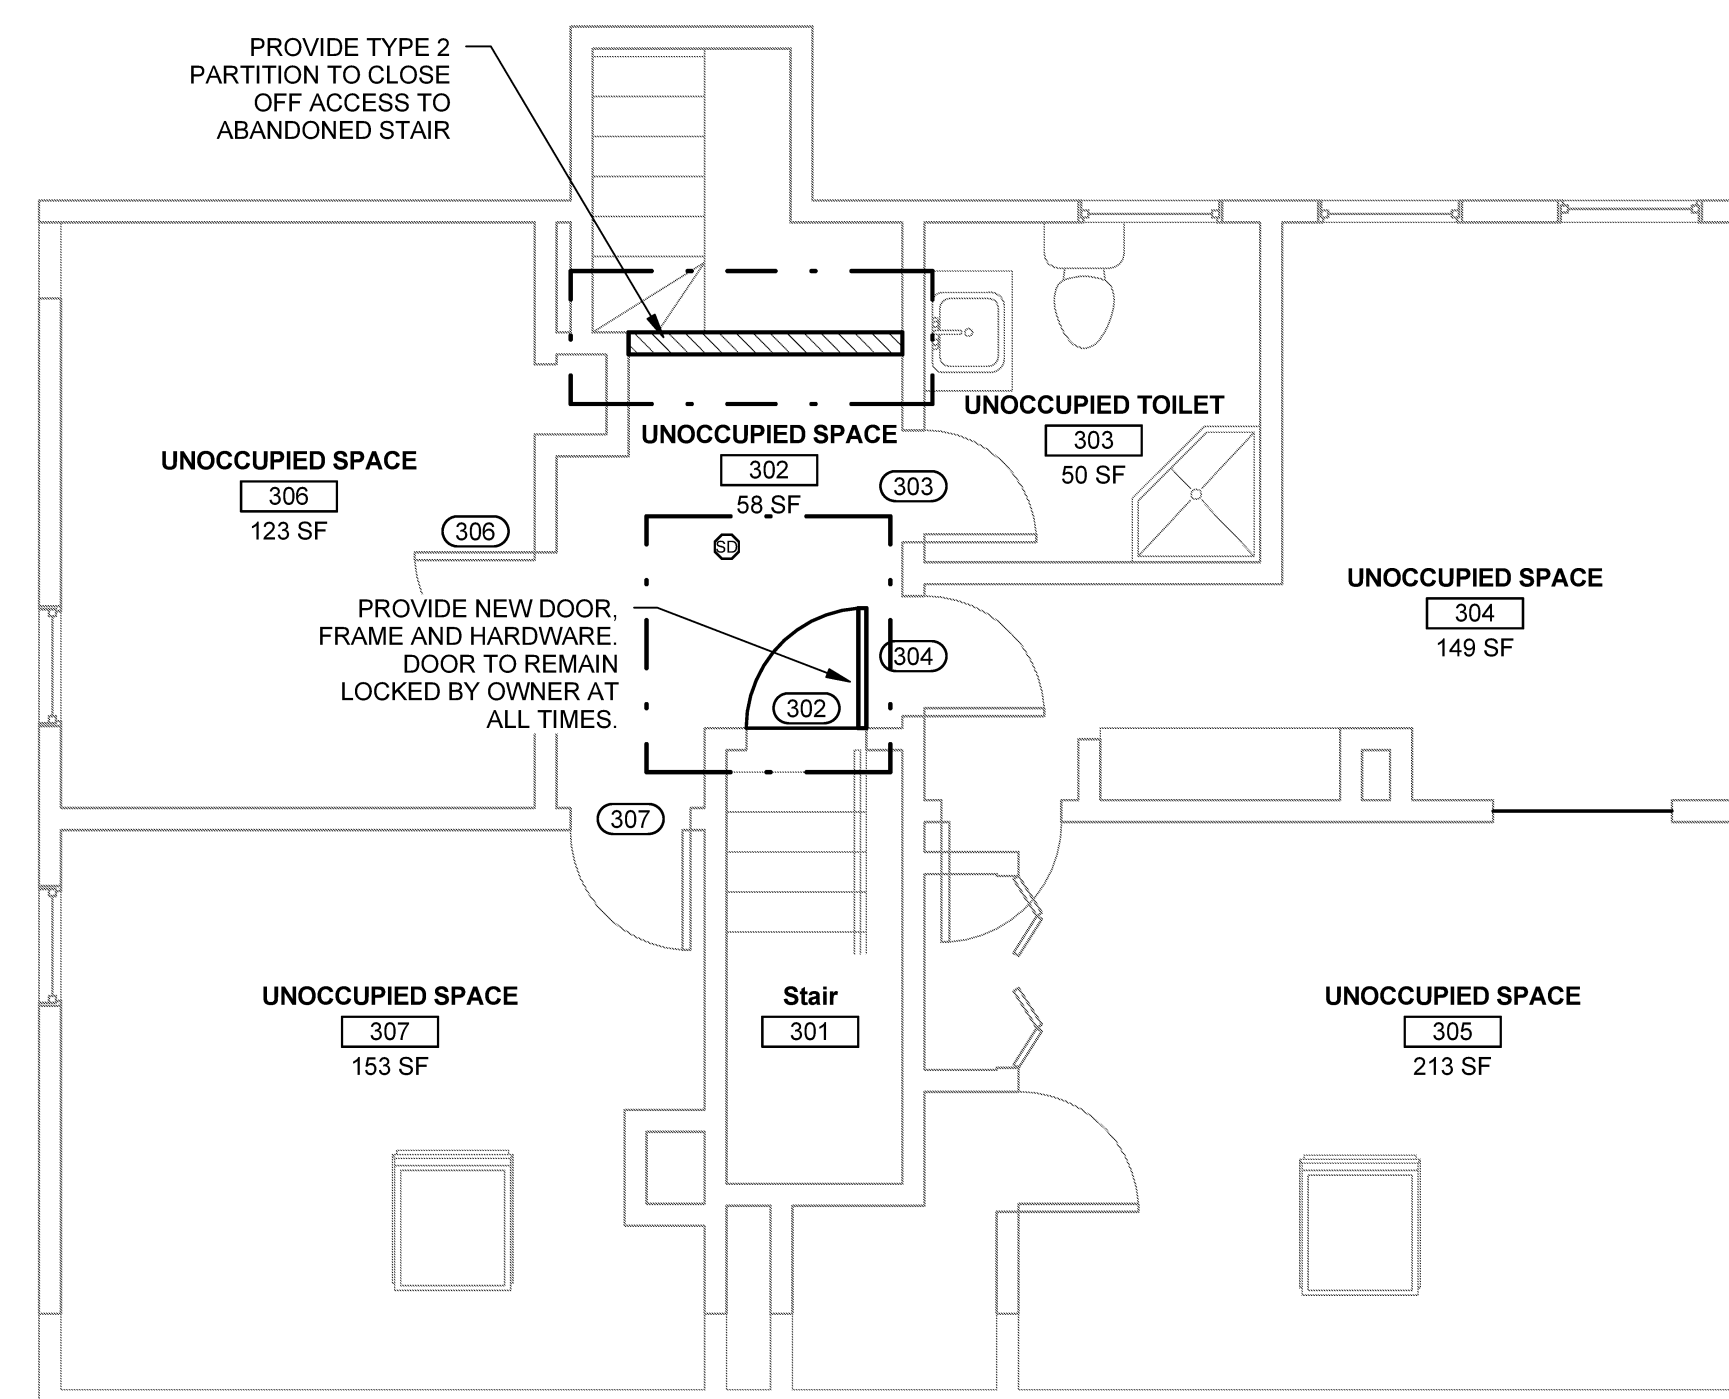 PROVIDE TYPE 2
PARTITION TO CLOSE
OFF ACCESS TO
ABANDONED STAIR
UNOCCUPIED TOILET
303
50 SF
UNOCCUPIED SPACE
302
58 SF
UNOCCUPIED SPACE
306
123 SF
303
306
SD
UNOCCUPIED SPACE
304
149 SF
PROVIDE NEW DOOR,
FRAME AND HARDWARE.
DOOR TO REMAIN
LOCKED BY OWNER AT
ALL TIMES.
304
302
307
UNOCCUPIED SPACE
307
153 SF
Stair
301
UNOCCUPIED SPACE
305
213 SF